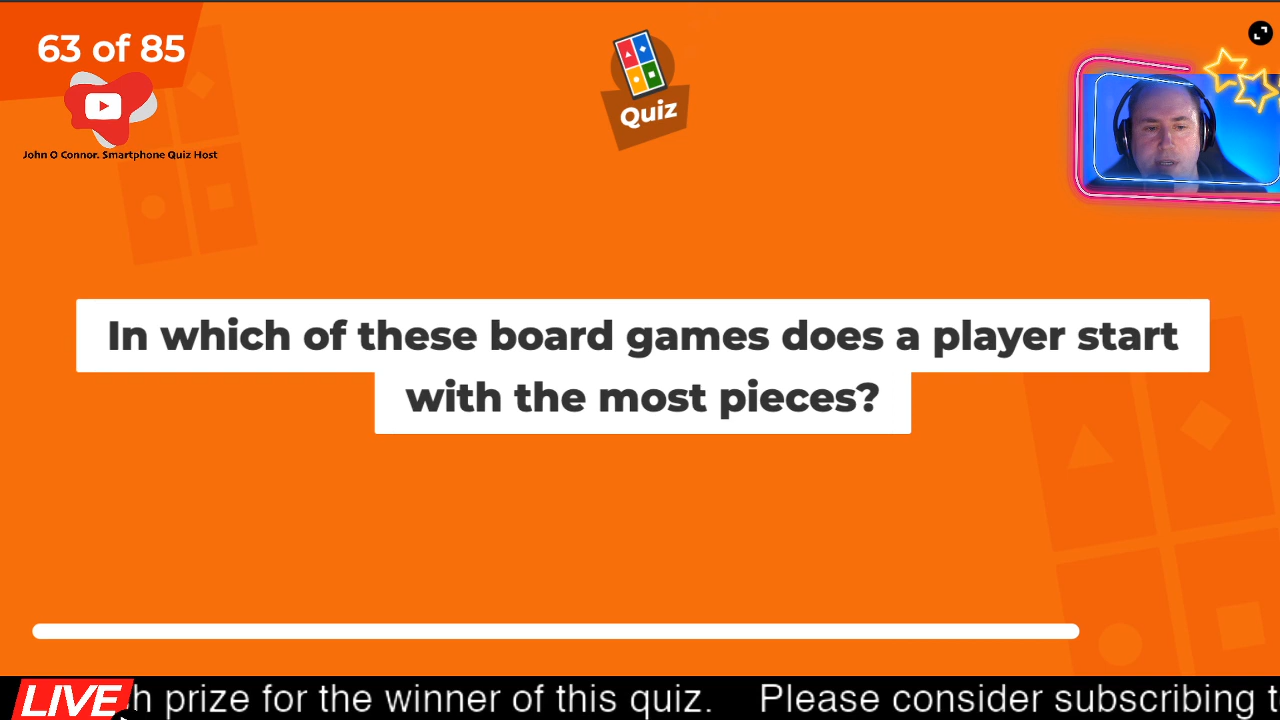 63 of 85
John O Connor. Smartphone Quiz Host
Quiz
In which of these board games does a player start
with the most pieces?
LIVE
h prize for the winner of this quiz. Please consider subscribing t